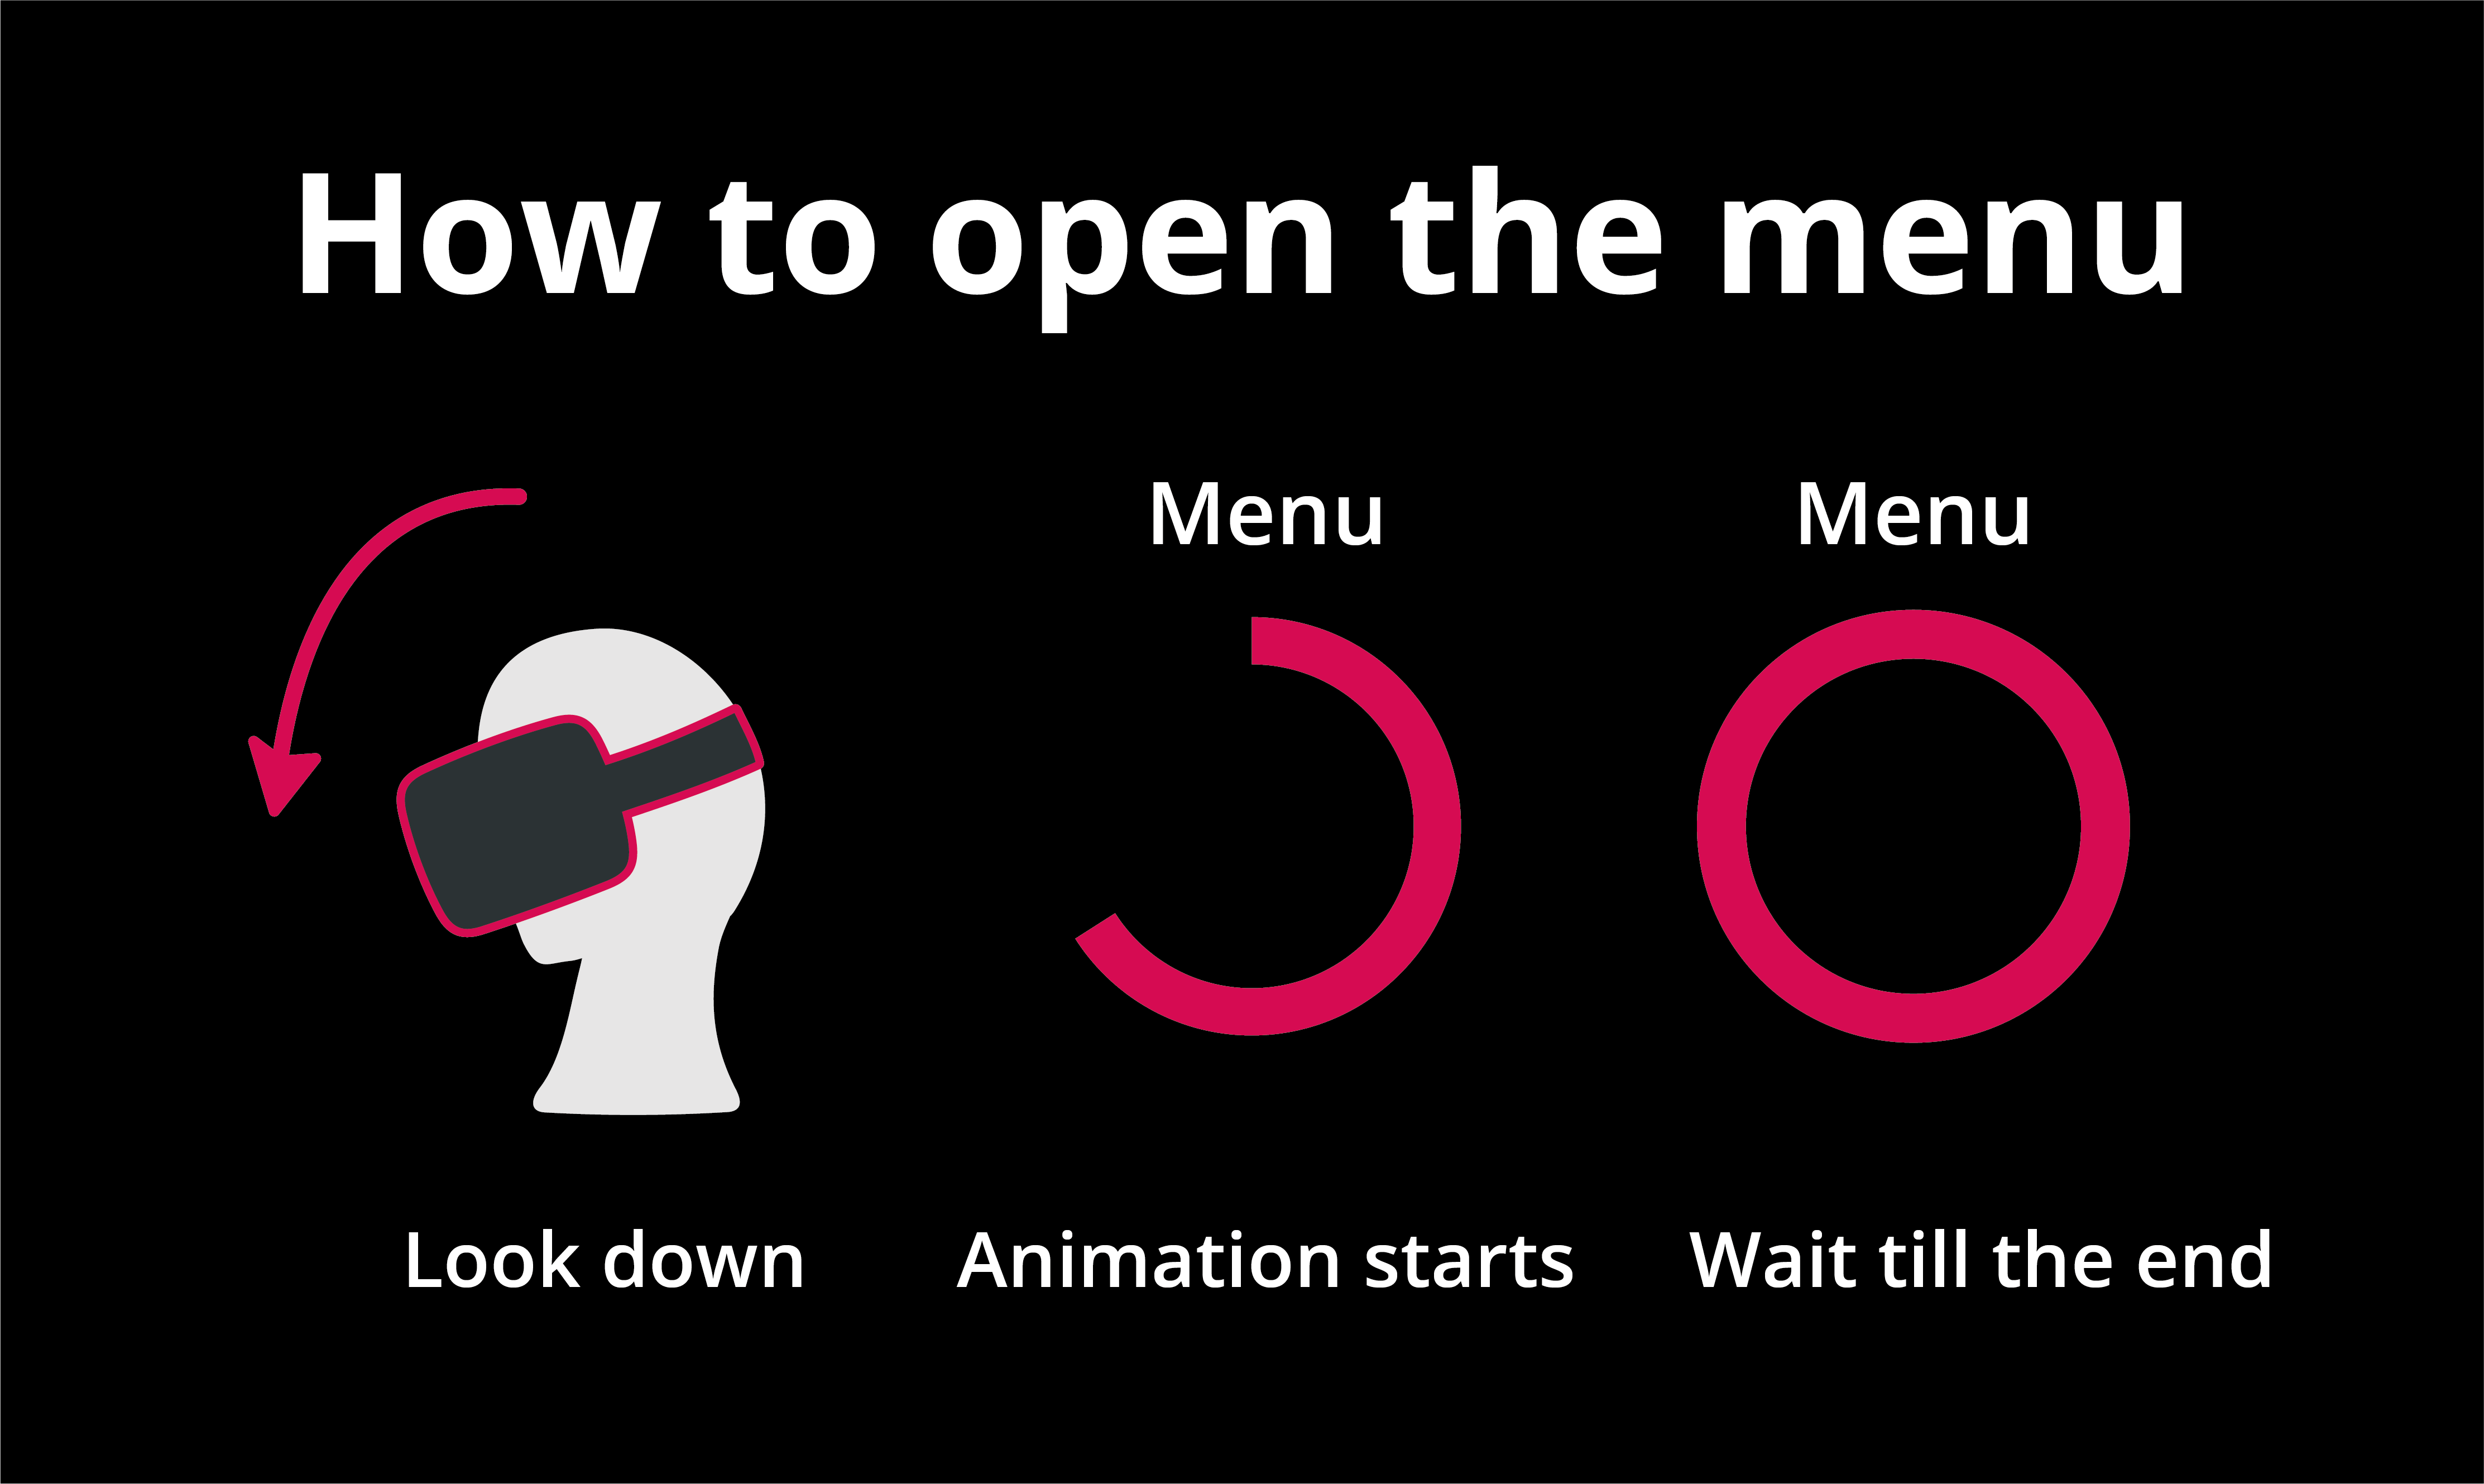 How to open the menu
Menu
Menu
Look down
Animation starts
Wait till the end